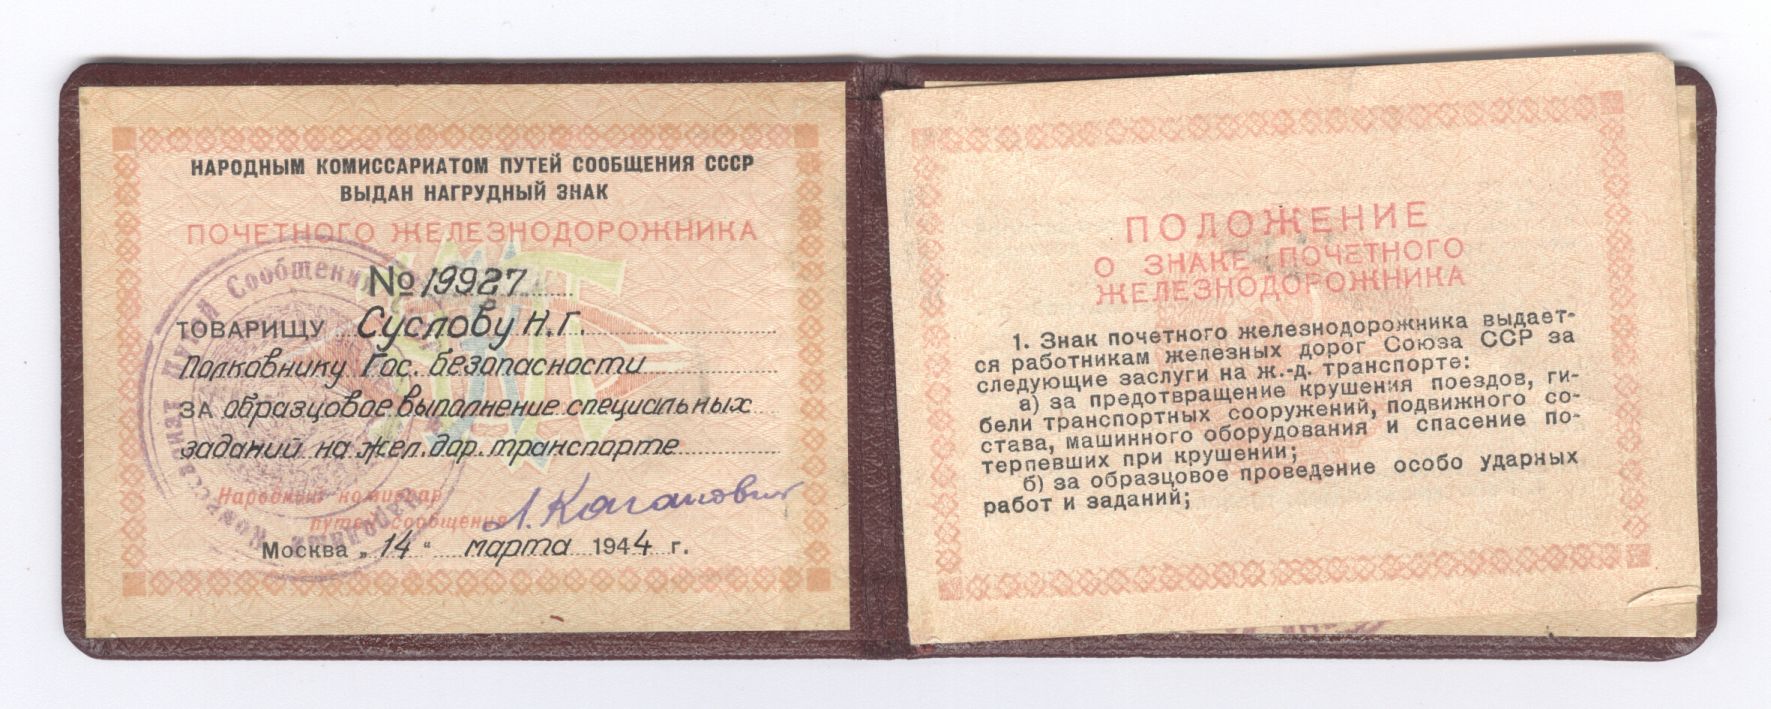 НАРОДНЫМ КОМИССАРИАТОМ ПУТЕЙ СООБЩЕНИЯ СССР
ВЫДАН НАГРУДНЫЙ ЗНАК
ПОЧЕТНОГО ЖЕЛЕЗНОДОРОЖНИКА
№ 19927
ТОВАРИЩУ Суслову Н.Г.
Полковнику Гос. безопасности
ЗА образцовое выполнение специальных
заданий на жел. дор. транспорте
Народный комиссар
путей сообщения Л. Каганович
Москва „14“ марта 1944 г.
Путей Сообщения
ПОЛОЖЕНИЕ
О ЗНАКЕ ПОЧЕТНОГО
ЖЕЛЕЗНОДОРОЖНИКА
1. Знак почетного железнодорожника выдает-
ся работникам железных дорог Союза ССР за
следующие заслуги на ж.-д. транспорте:
а) за предотвращение крушения поездов, ги-
бели транспортных сооружений, подвижного со-
става, машинного оборудования и спасение по-
терпевших при крушении;
б) за образцовое проведение особо ударных
работ и заданий;